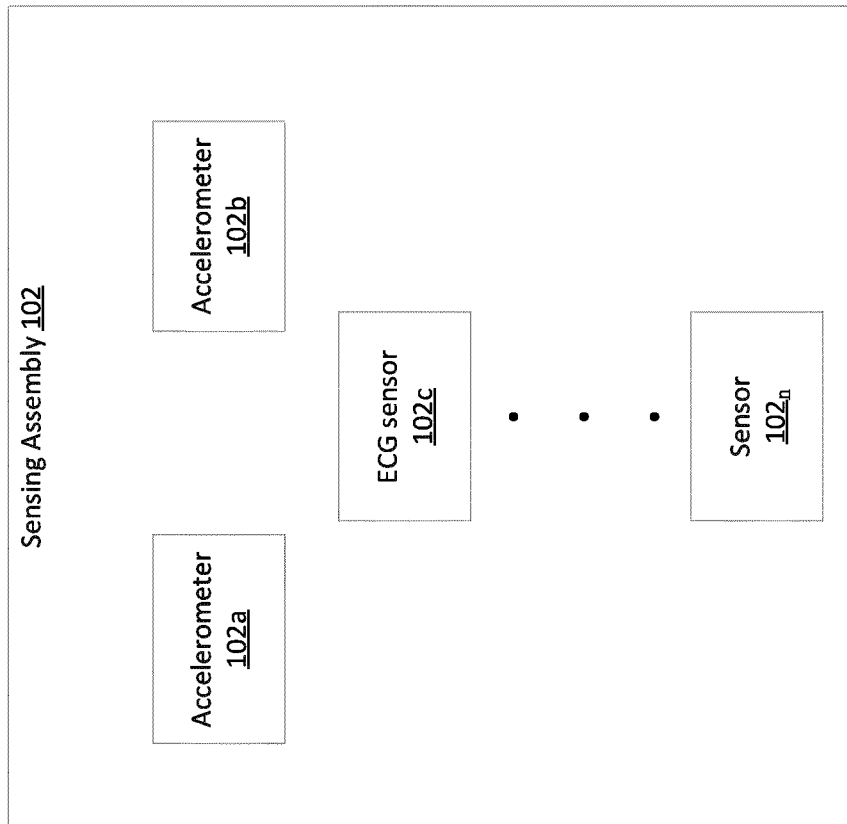 Sensing Assembly 102
Accelerometer
102a
Accelerometer
102b
ECG sensor
102c
Sensor
102n